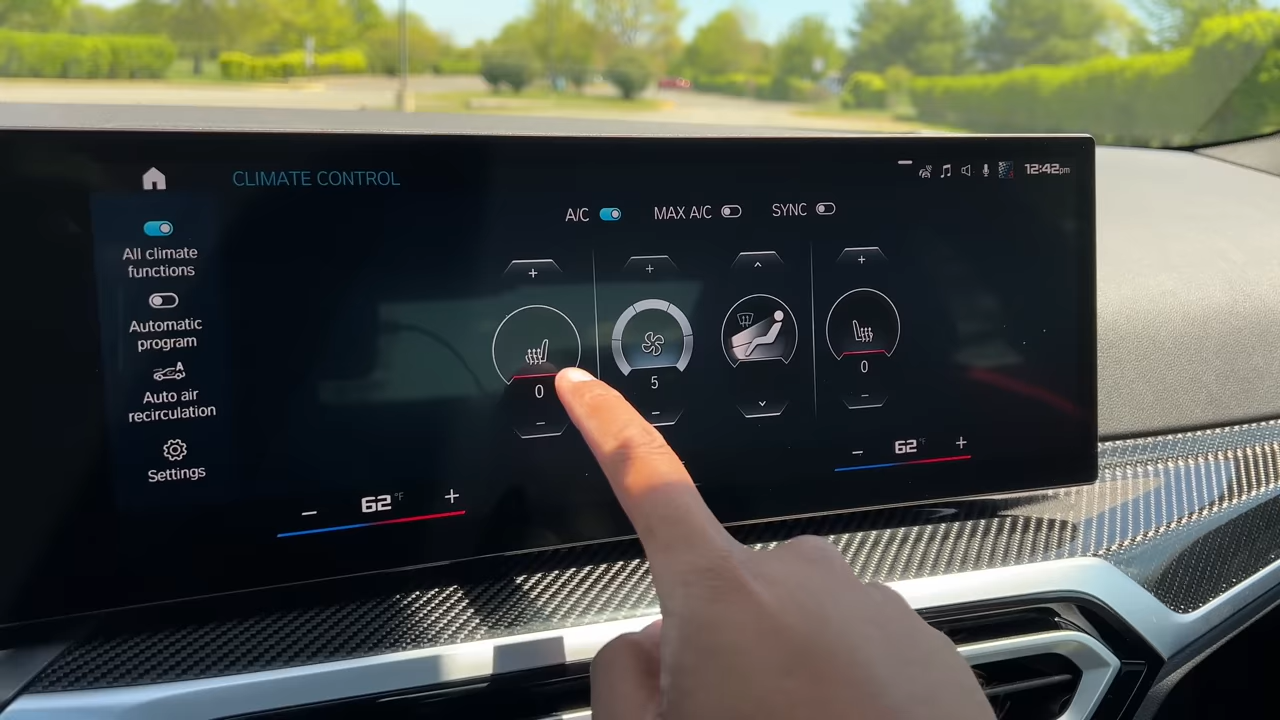 CLIMATE CONTROL
12:42pm
A/C
MAX A/C
SYNC
All climate
functions
Automatic
program
Auto air
recirculation
Settings
+
+
+
0
5
0
−
−
−
− 62°F +
− 62°F +